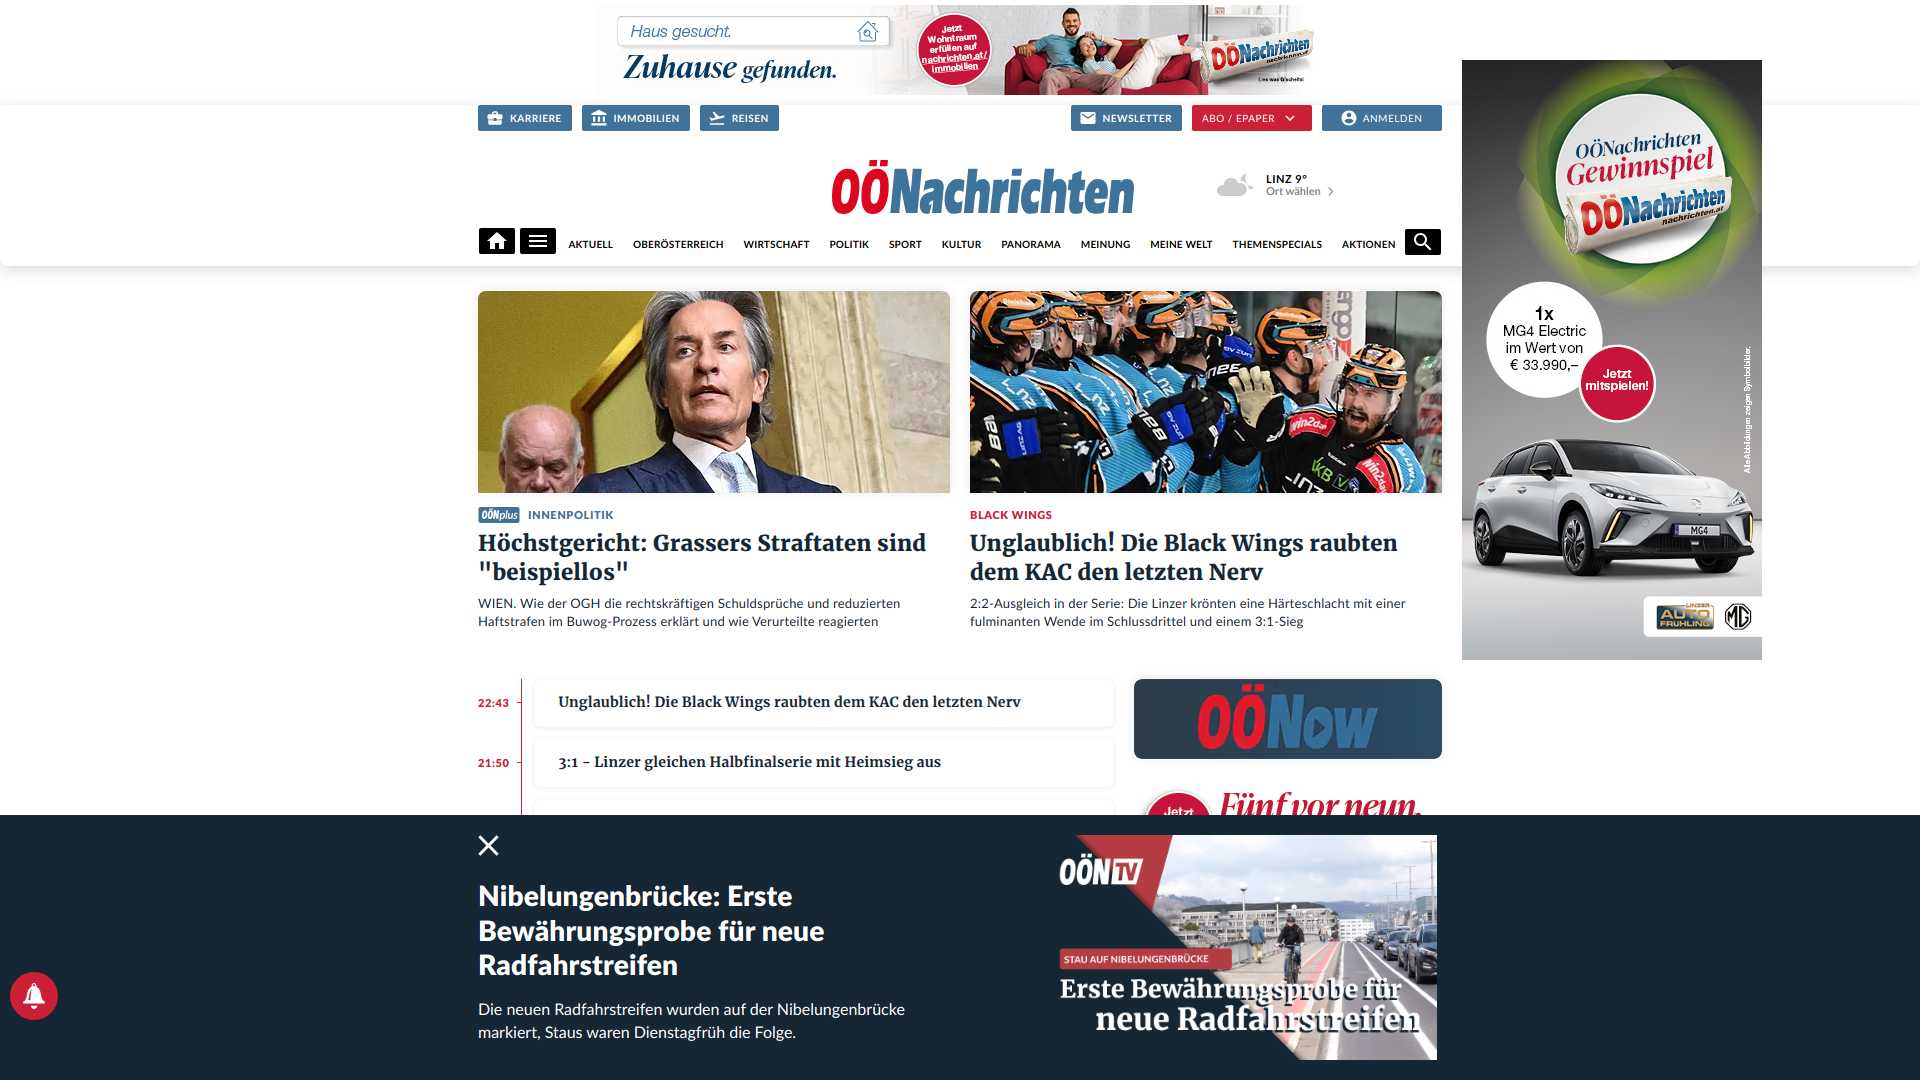 Haus gesucht.
Zuhause gefunden.
Jetzt
Wohntraum
erfüllen auf
nachrichten.at/
immobilien
OÖNachrichten
nachrichten.at
Lies was G'scheits!
KARRIERE
IMMOBILIEN
REISEN
NEWSLETTER
ABO / EPAPER
ANMELDEN
OÖNachrichten
LINZ 9°
Ort wählen
AKTUELL OBERÖSTERREICH WIRTSCHAFT POLITIK SPORT KULTUR PANORAMA MEINUNG MEINE WELT THEMENSPECIALS AKTIONEN
OÖNachrichten
Gewinnspiel
OÖNachrichten
nachrichten.at
1x
MG4 Electric
im Wert von
€ 33.990,–
Jetzt
mitspielen!
Alle Abbildungen zeigen Symbolbilder.
MG4
LINZER
AUTO
FRÜHLING
MG
OÖNplus INNENPOLITIK
Höchstgericht: Grassers Straftaten sind
"beispiellos"
WIEN. Wie der OGH die rechtskräftigen Schuldsprüche und reduzierten
Haftstrafen im Buwog-Prozess erklärt und wie Verurteilte reagierten
BLACK WINGS
Unglaublich! Die Black Wings raubten
dem KAC den letzten Nerv
2:2-Ausgleich in der Serie: Die Linzer krönten eine Härteschlacht mit einer
fulminanten Wende im Schlussdrittel und einem 3:1-Sieg
22:43
Unglaublich! Die Black Wings raubten dem KAC den letzten Nerv
21:50
3:1 – Linzer gleichen Halbfinalserie mit Heimsieg aus
OÖNow
Jetzt
Fünf vor neun.
Nibelungenbrücke: Erste
Bewährungsprobe für neue
Radfahrstreifen
Die neuen Radfahrstreifen wurden auf der Nibelungenbrücke
markiert, Staus waren Dienstagfrüh die Folge.
OÖN TV
STAU AUF NIBELUNGENBRÜCKE
Erste Bewährungsprobe für
neue Radfahrstreifen